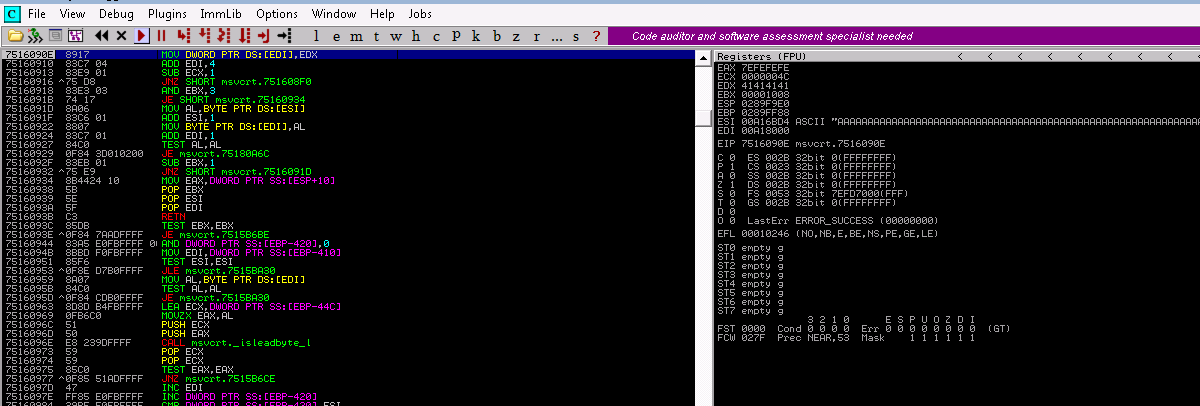 C File View Debug Plugins ImmLib Options Window Help Jobs
l e m t w h c p k b z r ... s ? Code auditor and software assessment specialist needed
7516090E 8917 MOV DWORD PTR DS:[EDI],EDX
75160910 83C7 04 ADD EDI,4
75160913 83E9 01 SUB ECX,1
75160916 ^75 D8 JNZ SHORT msvcrt.751608F0
75160918 83E3 03 AND EBX,3
7516091B 74 17 JE SHORT msvcrt.75160934
7516091D 8A06 MOV AL,BYTE PTR DS:[ESI]
7516091F 83C6 01 ADD ESI,1
75160922 8807 MOV BYTE PTR DS:[EDI],AL
75160924 83C7 01 ADD EDI,1
75160927 84C0 TEST AL,AL
75160929 0F84 3D010200 JE msvcrt.75180A6C
7516092F 83EB 01 SUB EBX,1
75160932 ^75 E9 JNZ SHORT msvcrt.7516091D
75160934 8B4424 10 MOV EAX,DWORD PTR SS:[ESP+10]
75160938 5B POP EBX
75160939 5E POP ESI
7516093A 5F POP EDI
7516093B C3 RETN
7516093C 85DB TEST EBX,EBX
7516093E ^0F84 7AADFFFF JE msvcrt.7515B6BE
75160944 83A5 E0FBFFFF 0 AND DWORD PTR SS:[EBP-420],0
7516094B 8BBD F0FBFFFF MOV EDI,DWORD PTR SS:[EBP-410]
75160951 85F6 TEST ESI,ESI
75160953 ^0F8E D7B0FFFF JLE msvcrt.7515BA30
75160959 8A07 MOV AL,BYTE PTR DS:[EDI]
7516095B 84C0 TEST AL,AL
7516095D ^0F84 CDB0FFFF JE msvcrt.7515BA30
75160963 8D8D B4FBFFFF LEA ECX,DWORD PTR SS:[EBP-44C]
75160969 0FB6C0 MOVZX EAX,AL
7516096C 51 PUSH ECX
7516096D 50 PUSH EAX
7516096E E8 239DFFFF CALL msvcrt._isleadbyte_l
75160973 59 POP ECX
75160974 59 POP ECX
75160975 85C0 TEST EAX,EAX
75160977 ^0F85 51ADFFFF JNZ msvcrt.7515B6CE
7516097D 47 INC EDI
7516097E FF85 E0FBFFFF INC DWORD PTR SS:[EBP-420]
Registers (FPU) < < < < < < <
EAX 7EFEFEFE
ECX 0000004C
EDX 41414141
EBX 00001008
ESP 0289F9E0
EBP 0289FF88
ESI 00A16BD4 ASCII "AAAAAAAAAAAAAAAAAAAAAAAAAAAAAAAAAAAAAAAAAAAAAAAAAAAAAAAAAAAA
EDI 00A18000
EIP 7516090E msvcrt.7516090E
C 0 ES 002B 32bit 0(FFFFFFFF)
P 1 CS 0023 32bit 0(FFFFFFFF)
A 0 SS 002B 32bit 0(FFFFFFFF)
Z 1 DS 002B 32bit 0(FFFFFFFF)
S 0 FS 0053 32bit 7EFD7000(FFF)
T 0 GS 002B 32bit 0(FFFFFFFF)
D 0
O 0 LastErr ERROR_SUCCESS (00000000)
EFL 00010246 (NO,NB,E,BE,NS,PE,GE,LE)
ST0 empty g
ST1 empty g
ST2 empty g
ST3 empty g
ST4 empty g
ST5 empty g
ST6 empty g
ST7 empty g
3 2 1 0 E S P U O Z D I
FST 0000 Cond 0 0 0 0 Err 0 0 0 0 0 0 0 0 (GT)
FCW 027F Prec NEAR,53 Mask 1 1 1 1 1 1